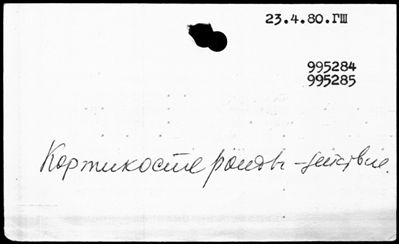 23.4.80.ГШ
995284
995285
Кортикостероиды - действие.